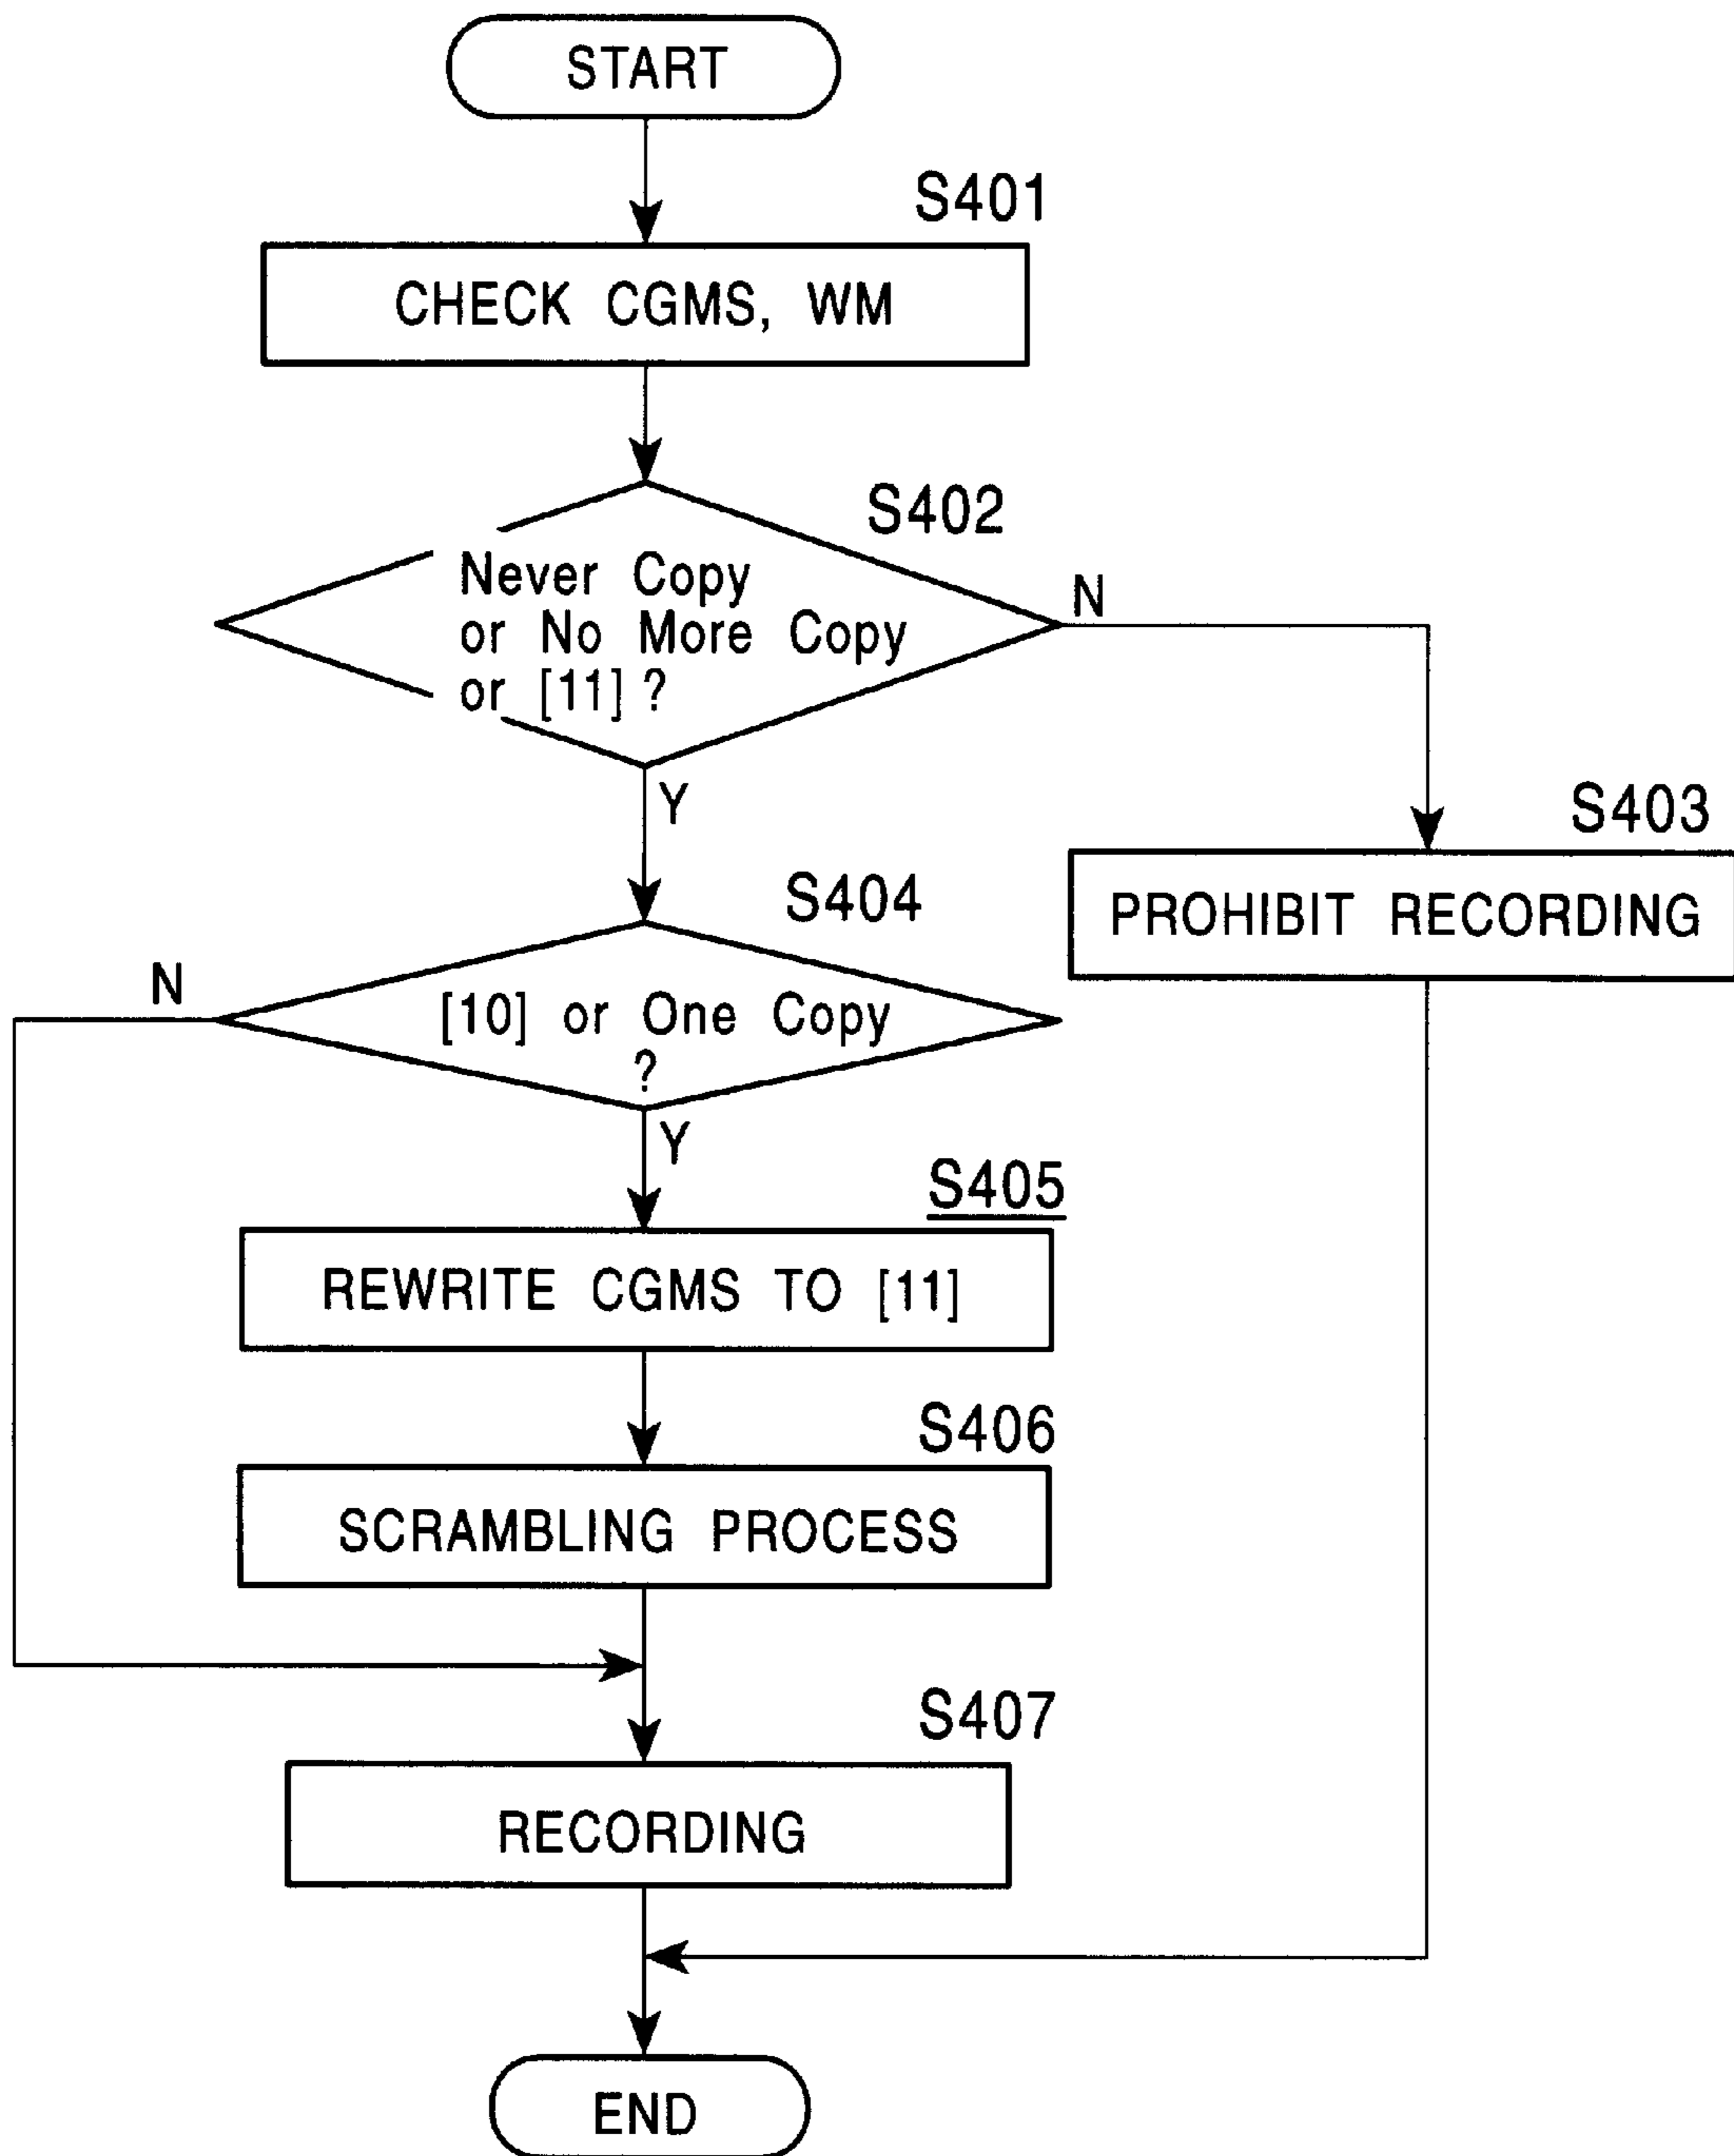 START
S401
CHECK CGMS, WM
S402
Never Copy
or No More Copy
or [11] ?
N
Y
S403
PROHIBIT RECORDING
S404
N
[10] or One Copy
?
Y
S405
REWRITE CGMS TO [11]
S406
SCRAMBLING PROCESS
S407
RECORDING
END